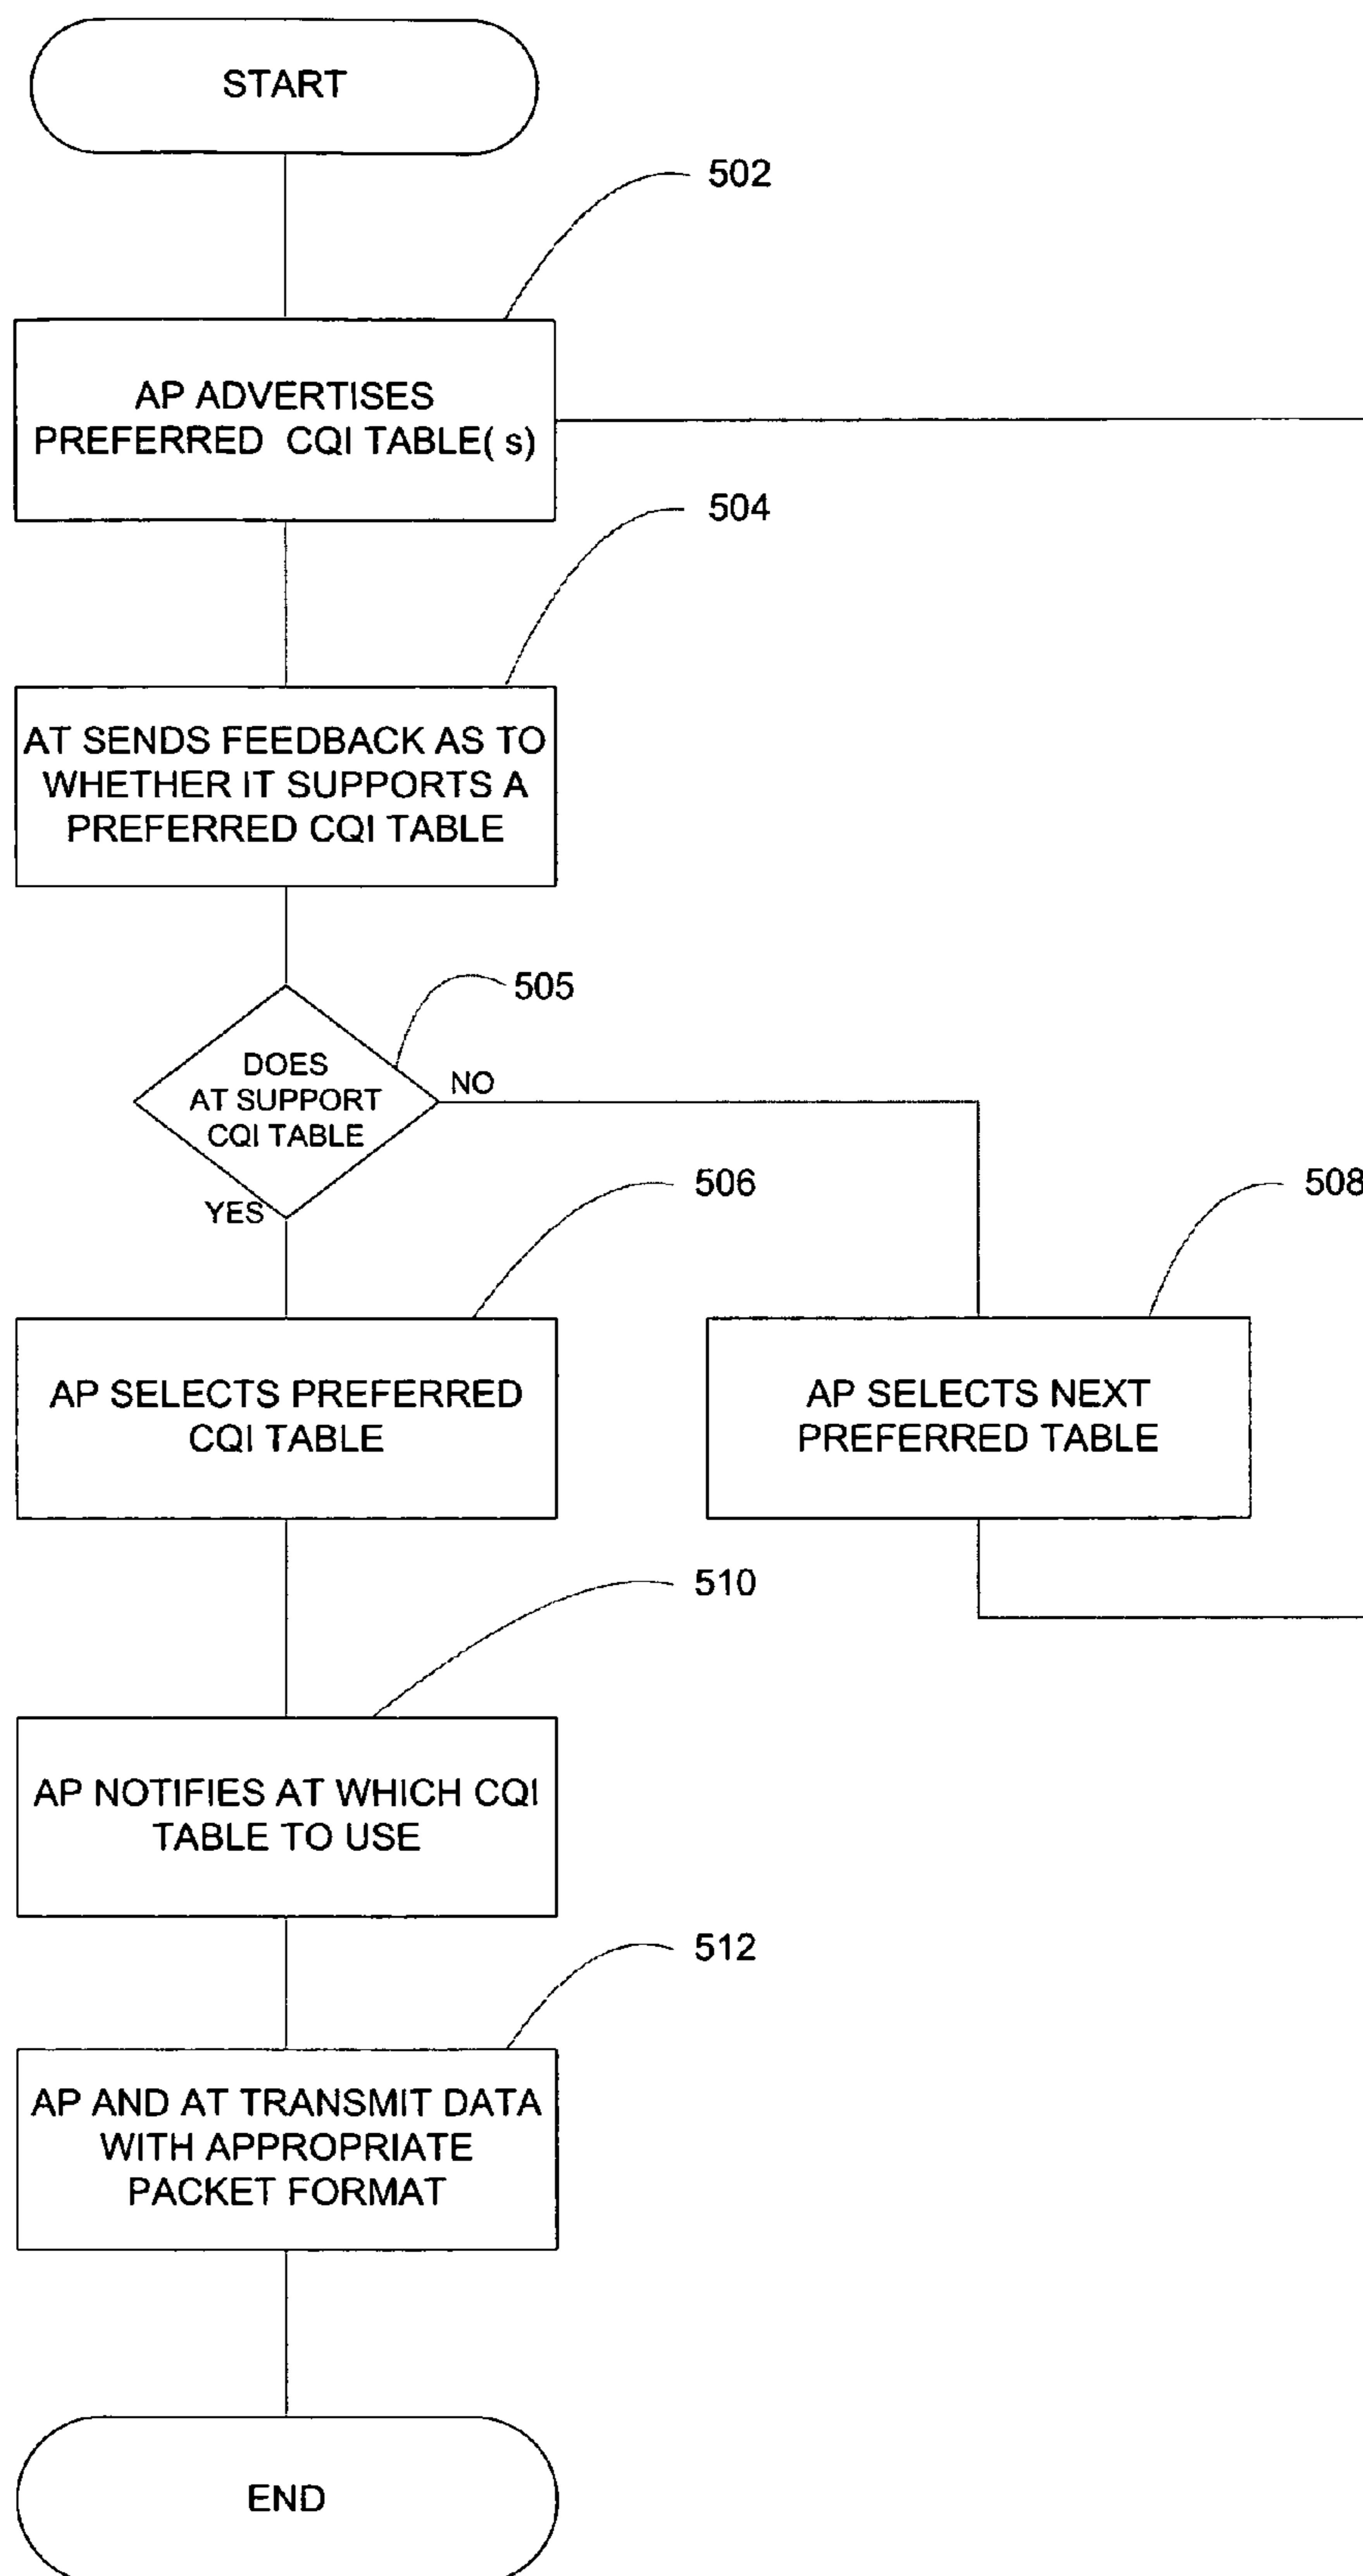 START
502
AP ADVERTISES
PREFERRED CQI TABLE( s)
504
AT SENDS FEEDBACK AS TO
WHETHER IT SUPPORTS A
PREFERRED CQI TABLE
505
DOES
AT SUPPORT
CQI TABLE
NO
YES
506
508
AP SELECTS PREFERRED
CQI TABLE
AP SELECTS NEXT
PREFERRED TABLE
510
AP NOTIFIES AT WHICH CQI
TABLE TO USE
512
AP AND AT TRANSMIT DATA
WITH APPROPRIATE
PACKET FORMAT
END